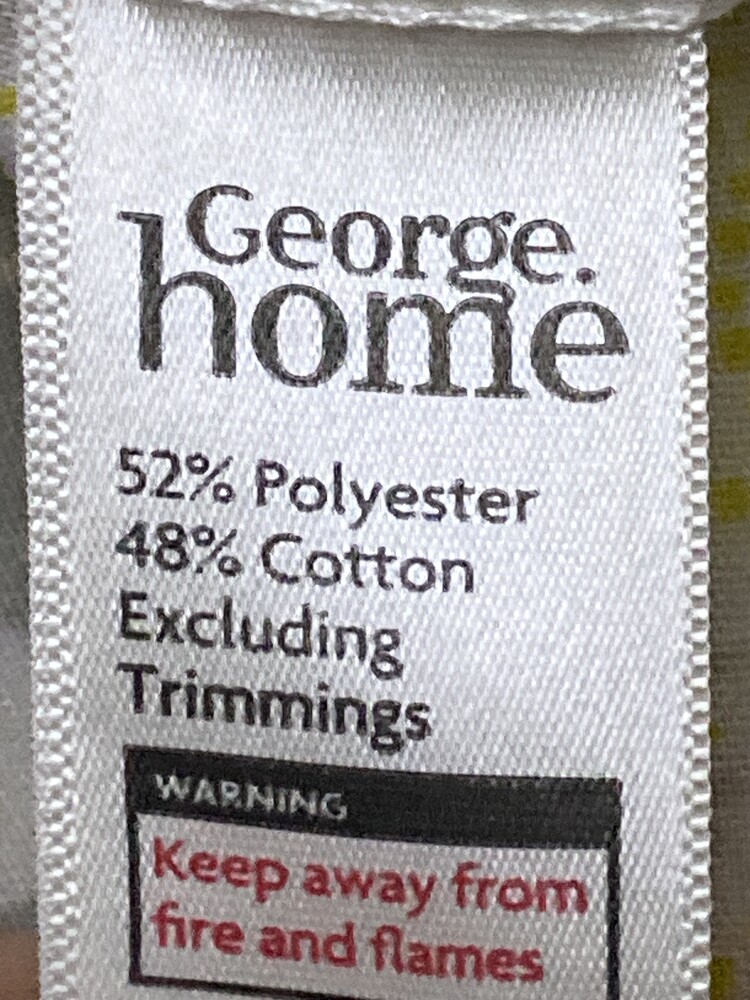 George.
home
52% Polyester
48% Cotton
Excluding
Trimmings
WARNING
Keep away from
fire and flames